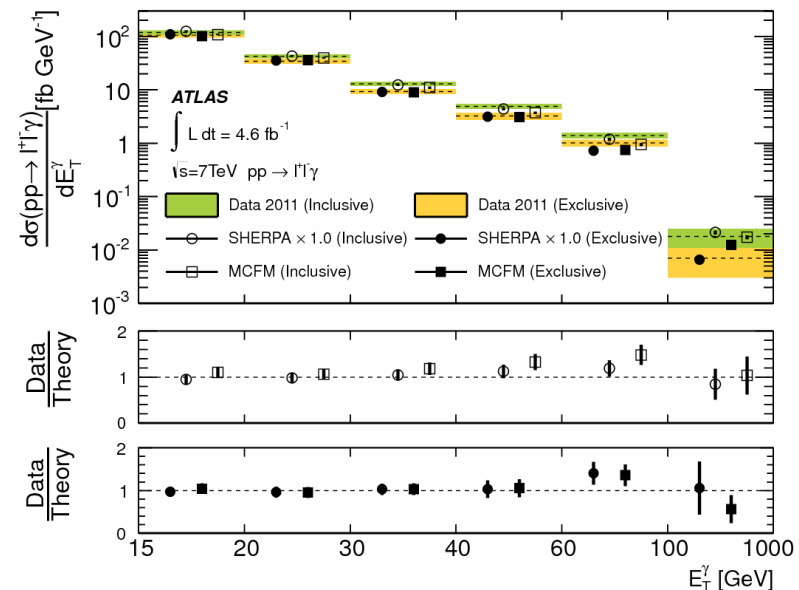 dσ(pp→ l⁺l⁻γ)
dE_T^γ
[fb GeV⁻¹]
10²
10
1
10⁻¹
10⁻²
10⁻³
ATLAS
∫ L dt = 4.6 fb⁻¹
√s=7TeV pp→ l⁺l⁻γ
Data 2011 (Inclusive)
Data 2011 (Exclusive)
SHERPA × 1.0 (Inclusive)
SHERPA × 1.0 (Exclusive)
MCFM (Inclusive)
MCFM (Exclusive)
Data
Theory
2
1
0
Data
Theory
2
1
0
15 20 30 40 60 100 1000
E_T^γ [GeV]